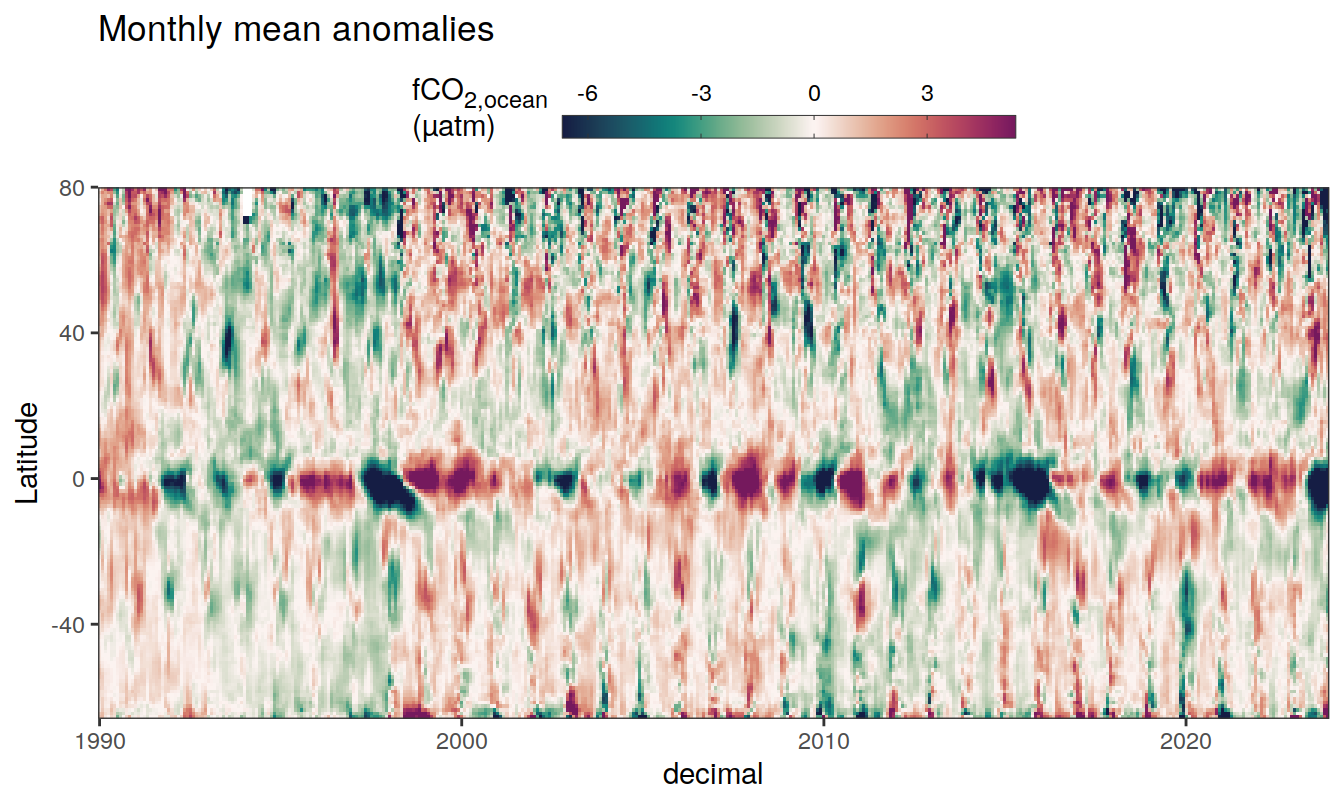 Monthly mean anomalies
fCO2,ocean
(µatm)
-6 -3 0 3
80
40
0
-40
Latitude
1990 2000 2010 2020
decimal